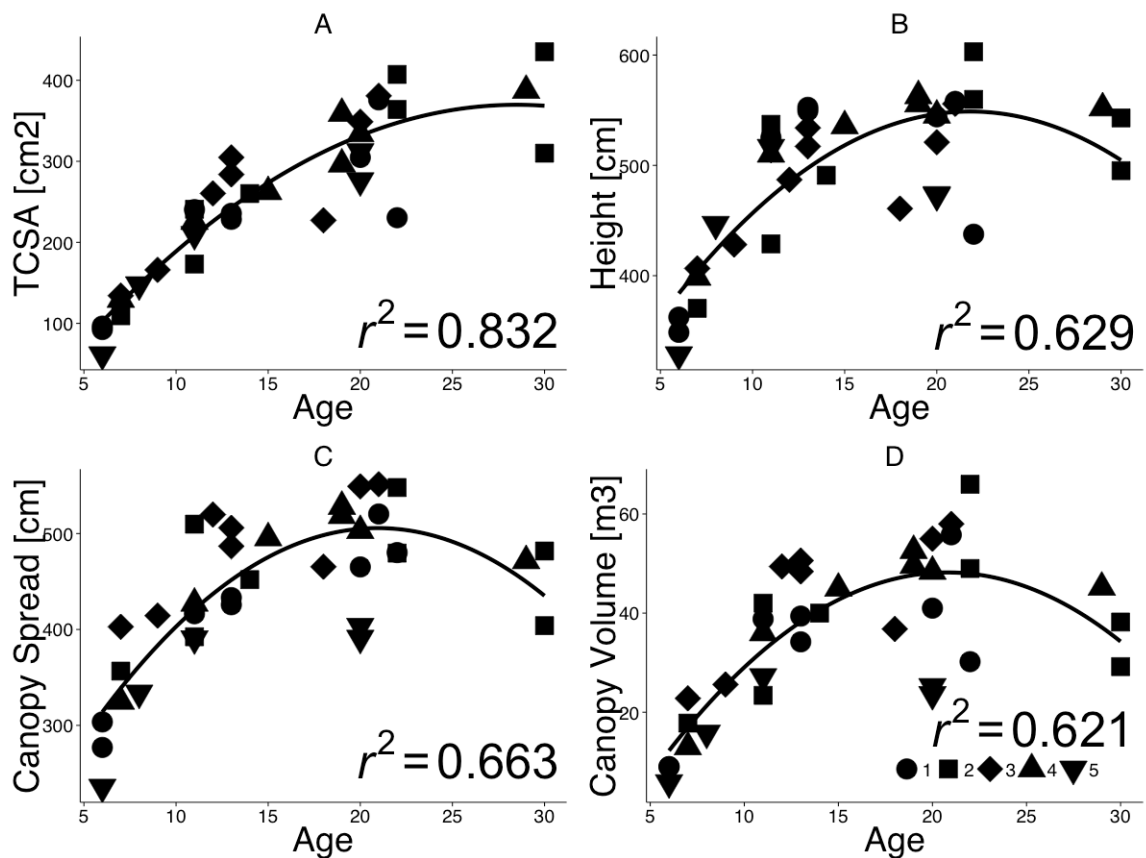 A
TCSA [cm2]
400
300
200
100
r² = 0.832
5 10 15 20 25 30
Age
B
Height [cm]
600
500
400
r² = 0.629
5 10 15 20 25 30
Age
C
Canopy Spread [cm]
500
400
300
r² = 0.663
5 10 15 20 25 30
Age
D
Canopy Volume [m3]
60
40
20
r² = 0.621
1 2 3 4 5
5 10 15 20 25 30
Age